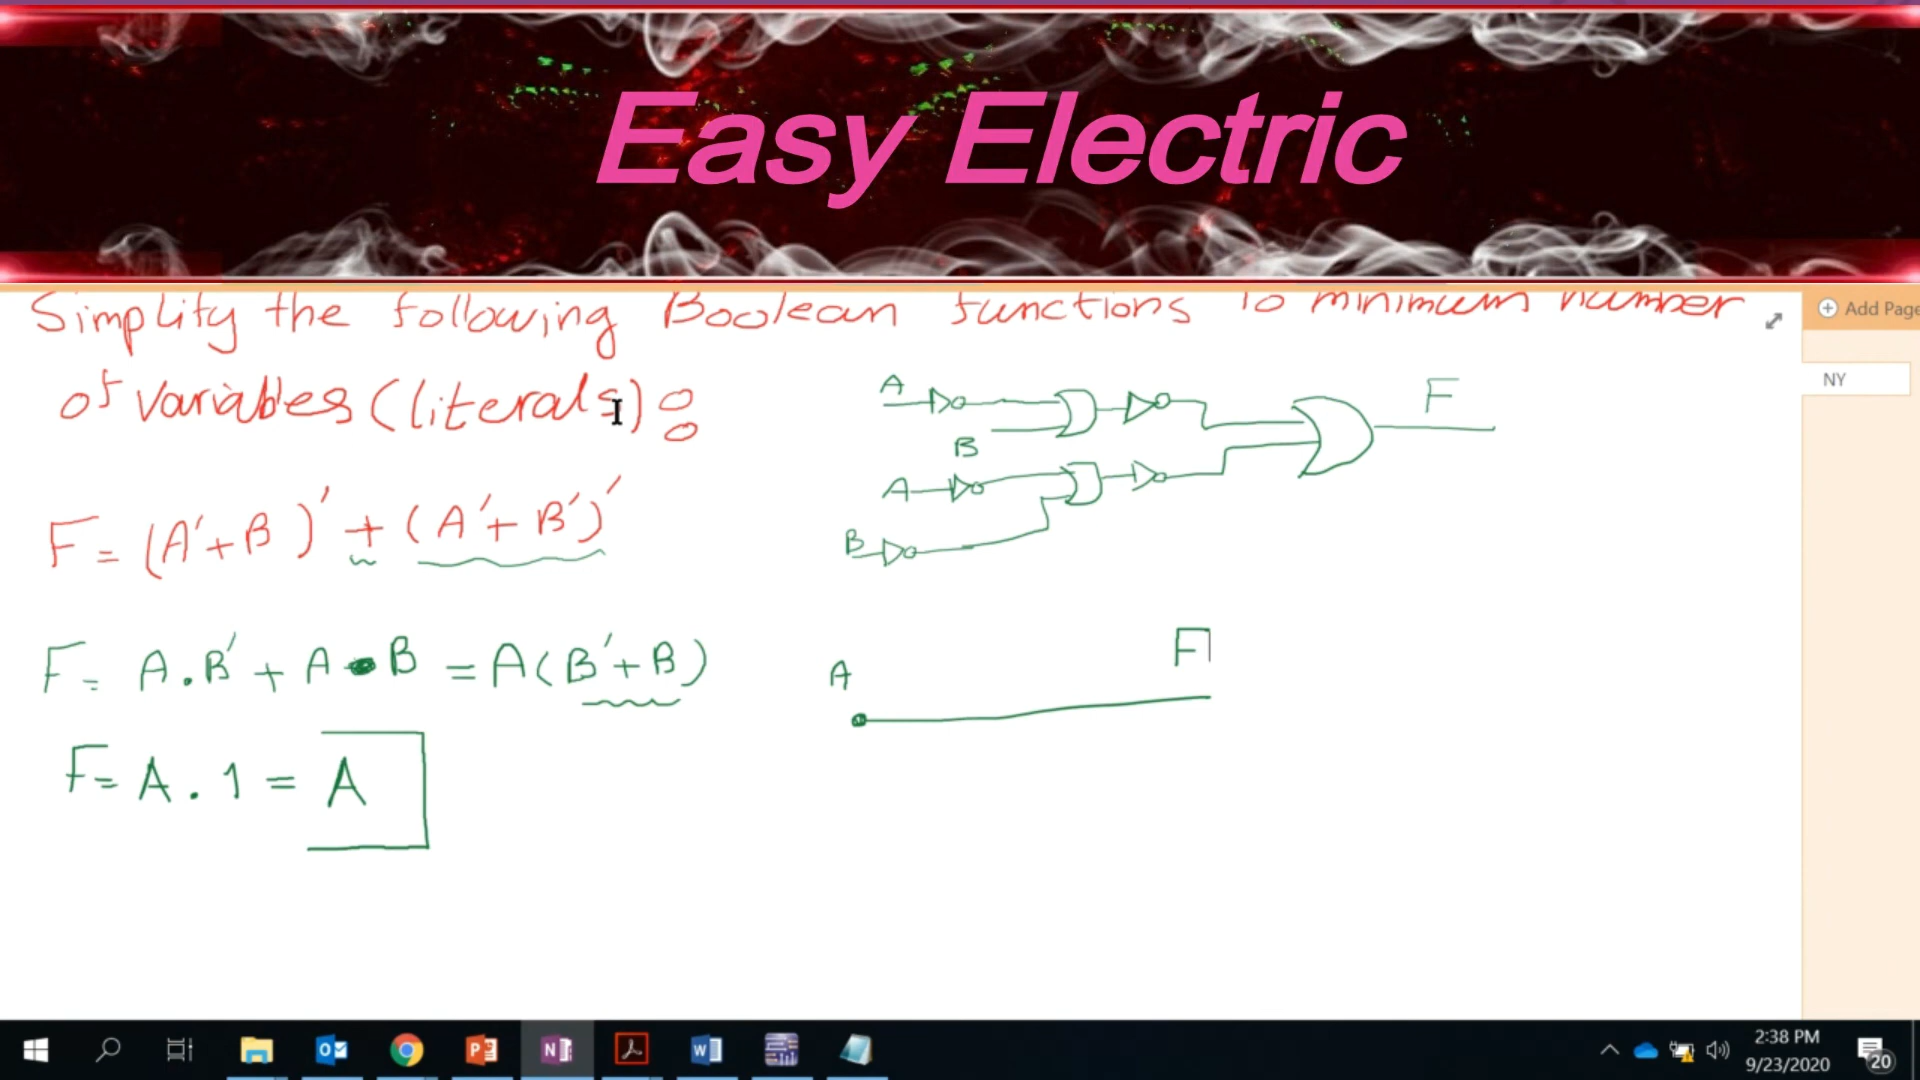 Easy Electric
Simplify the following Boolean functions to minimum number
of variables (literals) :
Add Page
NY
F = (A'+B)' + (A'+B')'
F = A.B' + A•B = A(B'+B)
F = A . 1 = A
A
B
A
B
F
A
F
2:38 PM
9/23/2020
20